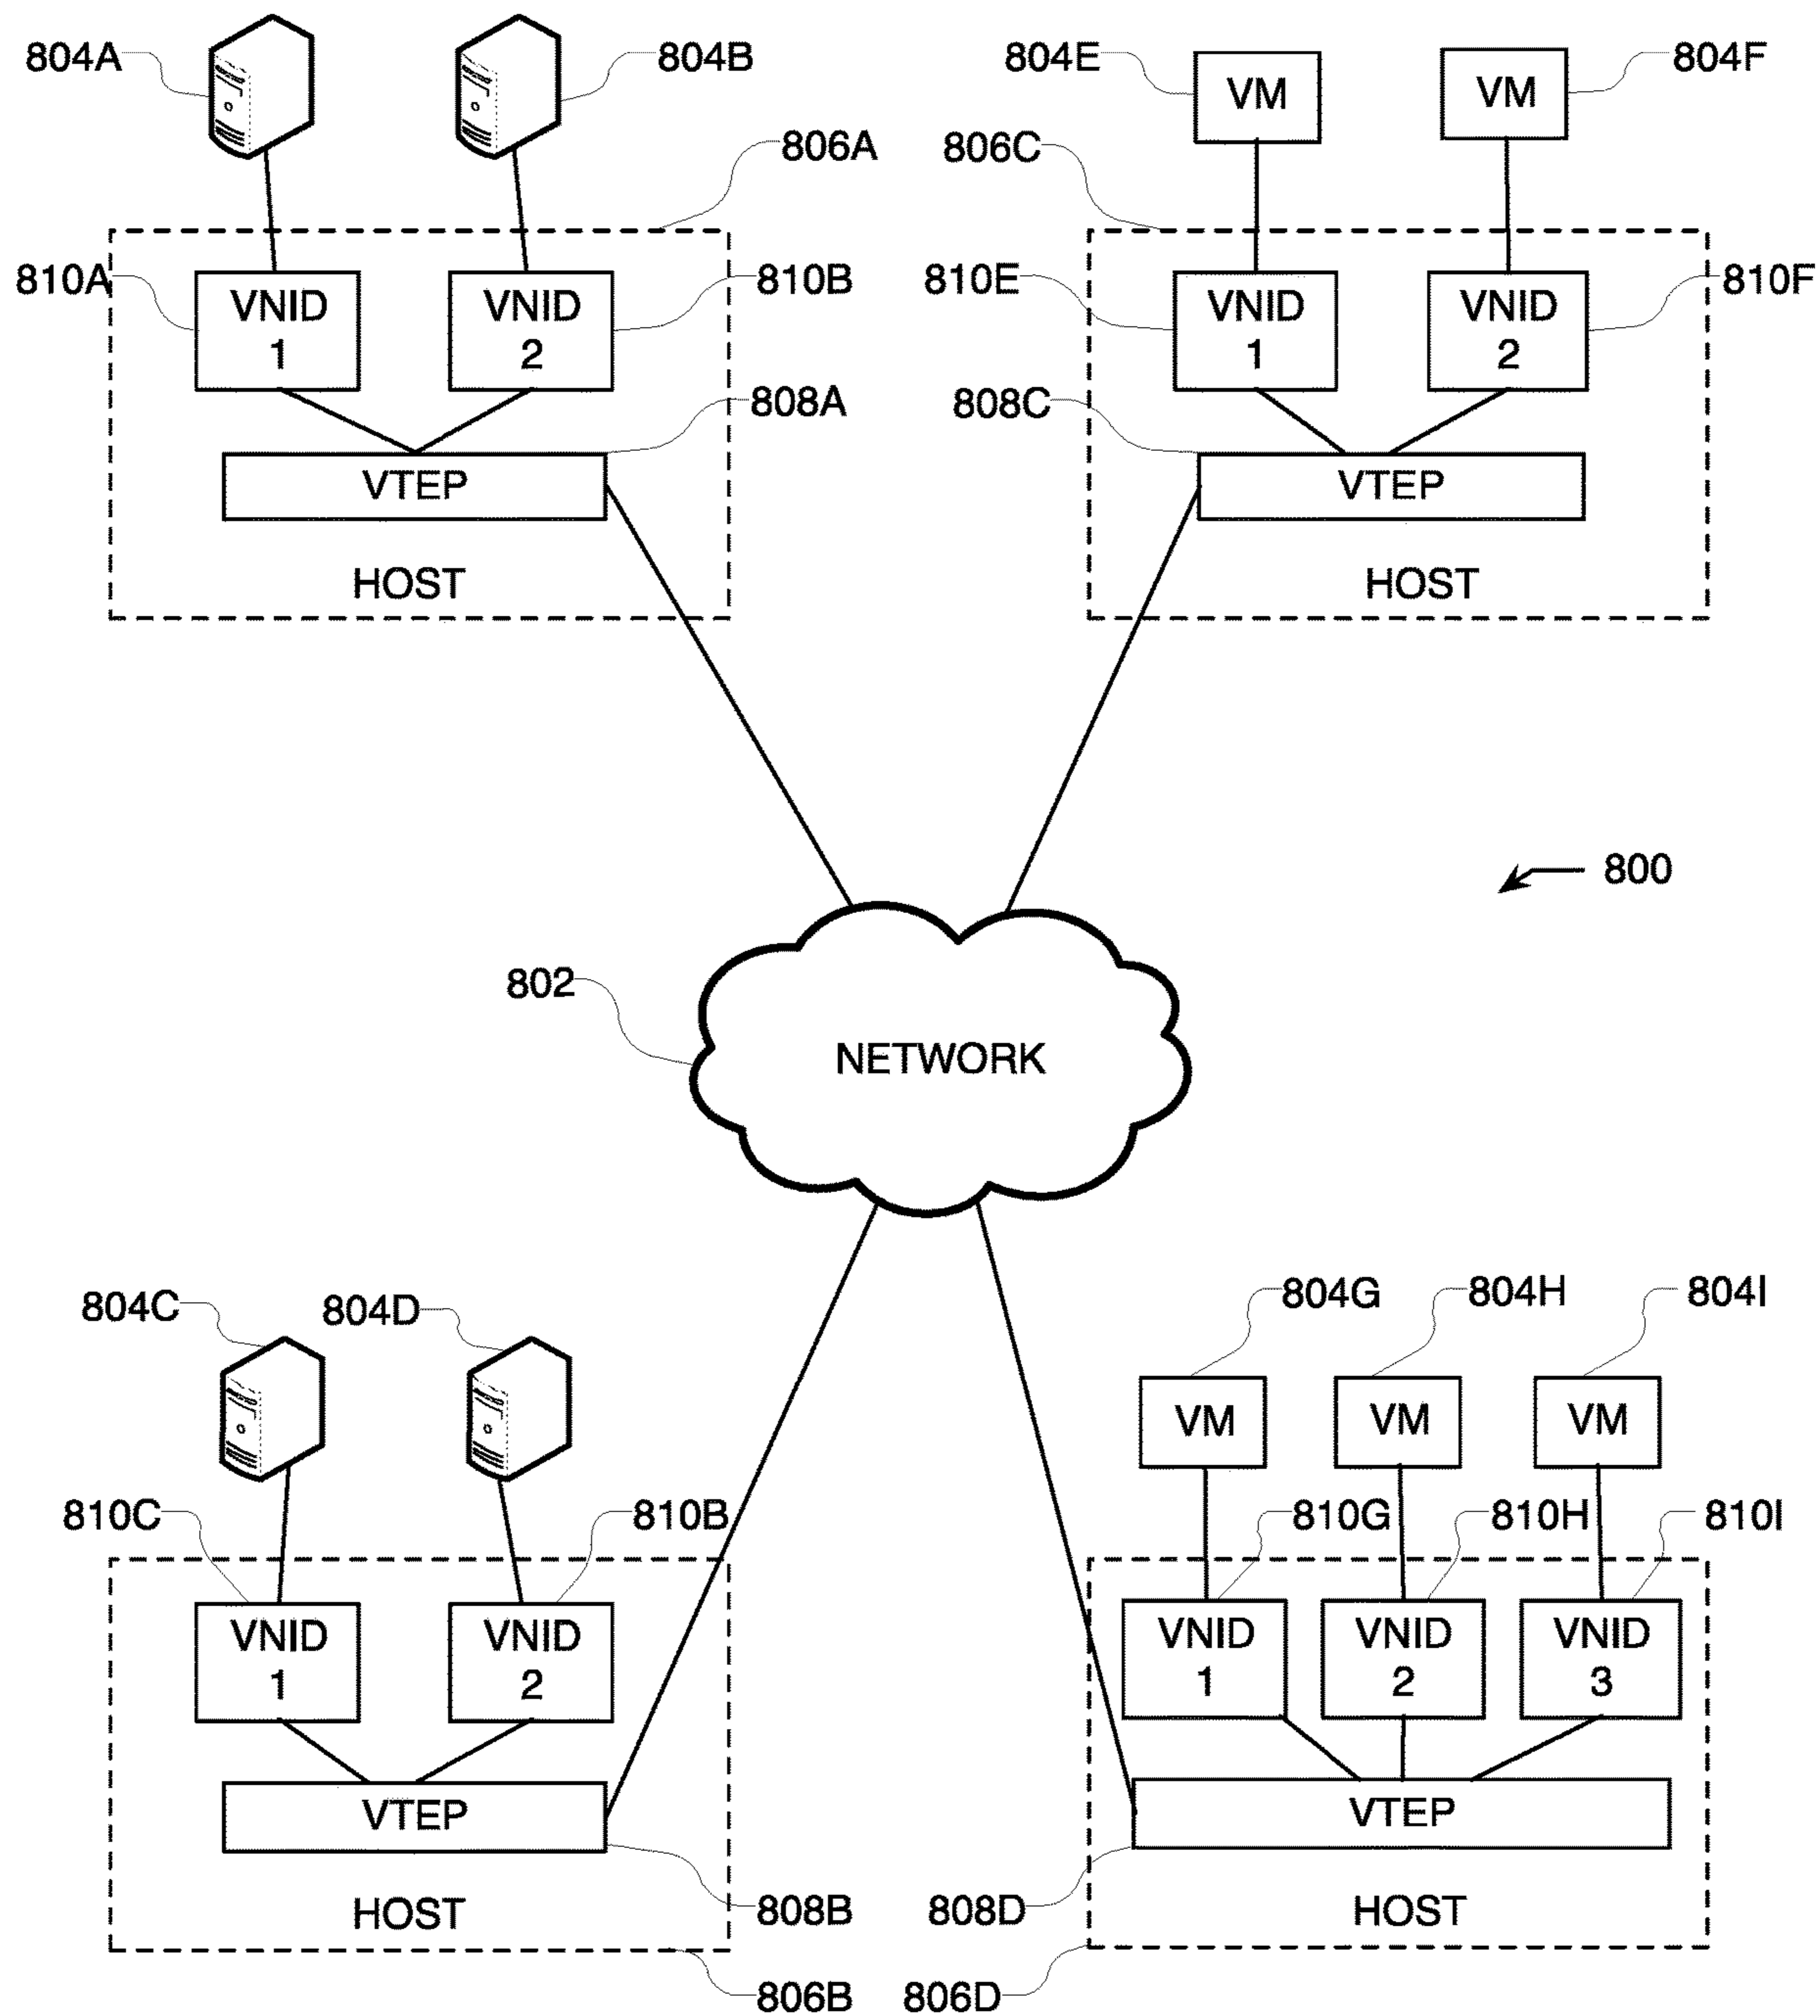 804A
804B
804E
VM
VM
804F
806A
806C
810A
VNID
1
VNID
2
810B
810E
VNID
1
VNID
2
810F
808A
808C
VTEP
VTEP
HOST
HOST
800
802
NETWORK
804C
804D
804G
804H
804I
VM
VM
VM
810C
810B
810G
810H
810I
VNID
1
VNID
2
VNID
1
VNID
2
VNID
3
VTEP
VTEP
HOST
808B
808D
HOST
806B
806D